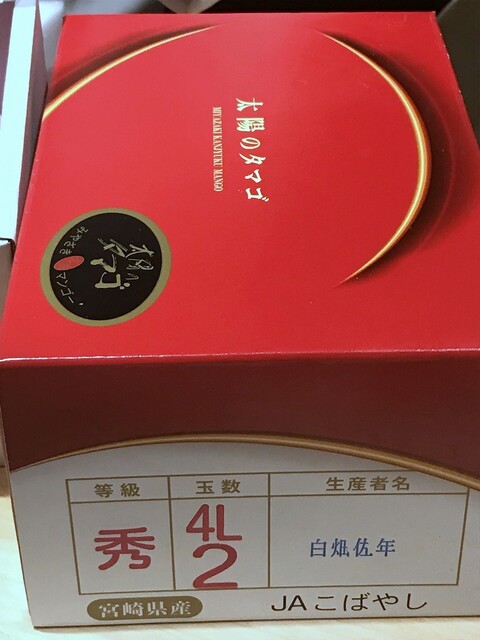 太陽のタマゴ
MIYAZAKI KANJYUKU MANGO
みやざき
太陽の
タマゴ
マンゴー
等級
玉数
生産者名
秀
4L
2
白畑佐年
宮崎県産
JAこばやし